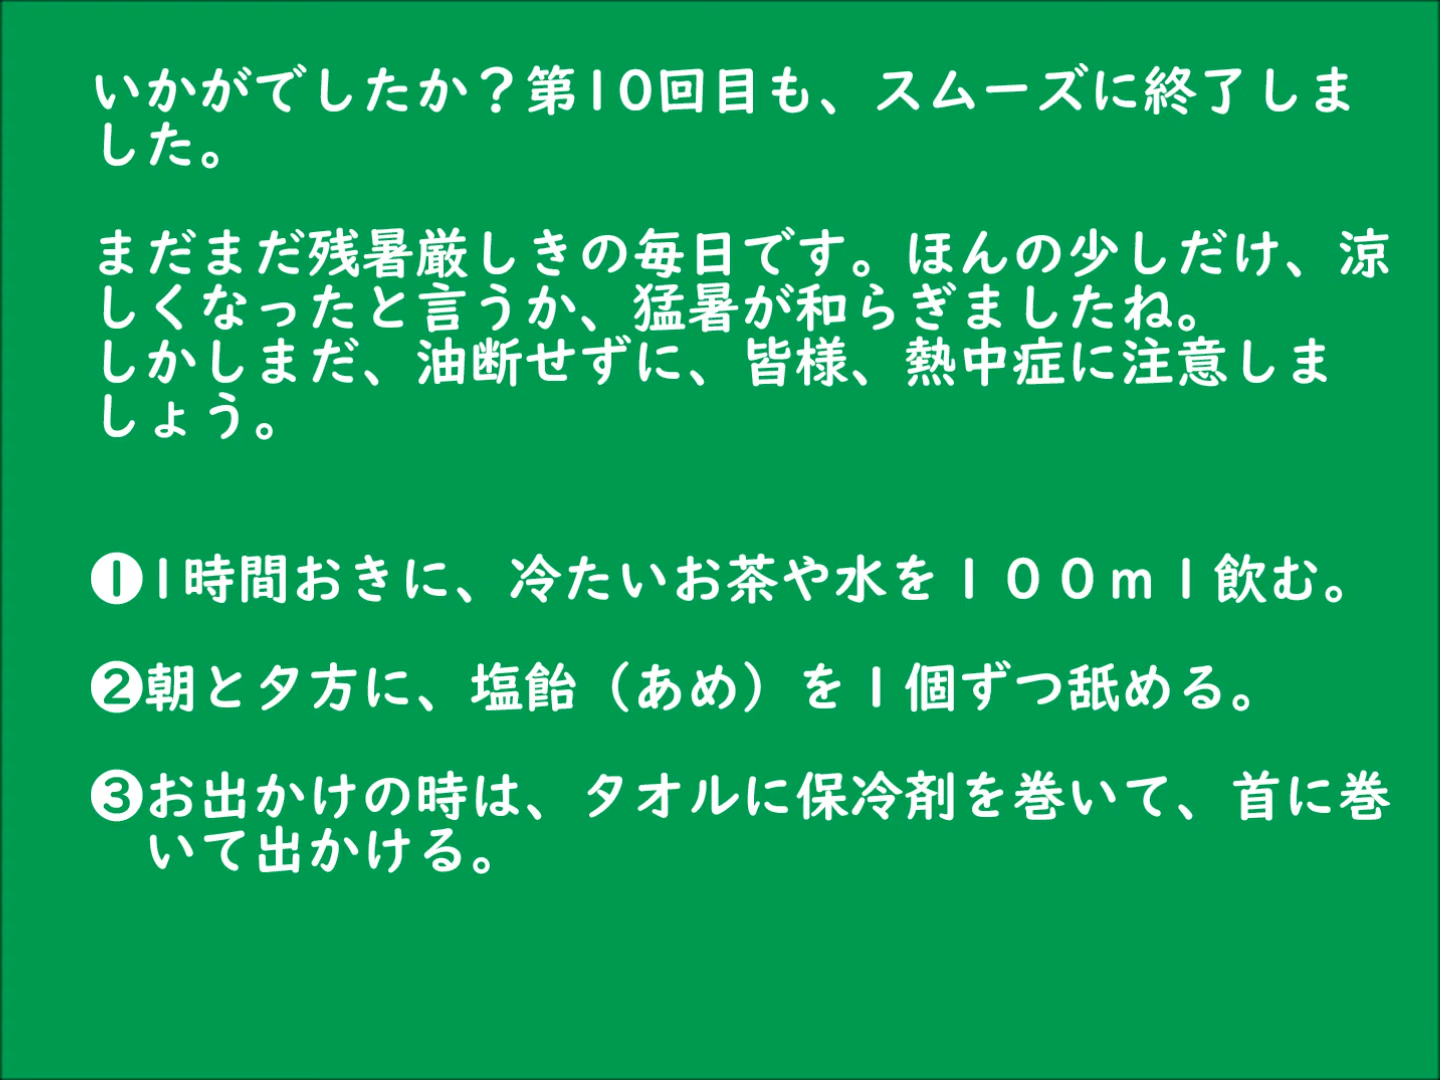 いかがでしたか？第10回目も、スムーズに終了しま
した。
まだまだ残暑厳しきの毎日です。ほんの少しだけ、涼
しくなったと言うか、猛暑が和らぎましたね。
しかしまだ、油断せずに、皆様、熱中症に注意しま
しょう。
❶1時間おきに、冷たいお茶や水を１００ｍｌ飲む。
❷朝と夕方に、塩飴（あめ）を１個ずつ舐める。
❸お出かけの時は、タオルに保冷剤を巻いて、首に巻
いて出かける。